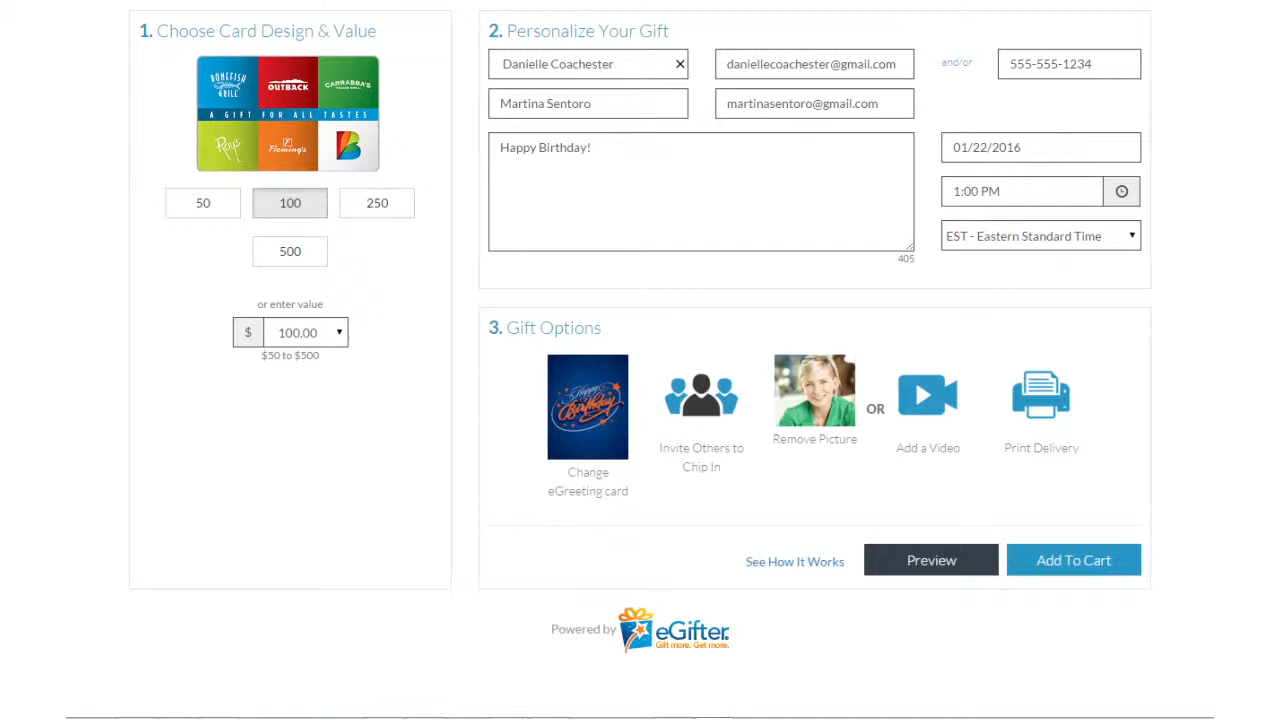 1. Choose Card Design & Value
BONEFISH GRILL
OUTBACK
CARRABBA'S
A GIFT FOR ALL TASTES
Roy's
Fleming's
B
50
100
250
500
or enter value
$ 100.00
$50 to $500
2. Personalize Your Gift
Danielle Coachester
daniellecoachester@gmail.com
and/or
555-555-1234
Martina Sentoro
martinasentoro@gmail.com
Happy Birthday!
405
01/22/2016
1:00 PM
EST - Eastern Standard Time
3. Gift Options
Happy
Birthday
Change
eGreeting card
Invite Others to
Chip In
Remove Picture
OR
Add a Video
Print Delivery
See How It Works
Preview
Add To Cart
Powered by eGifter
Gift more. Get more.